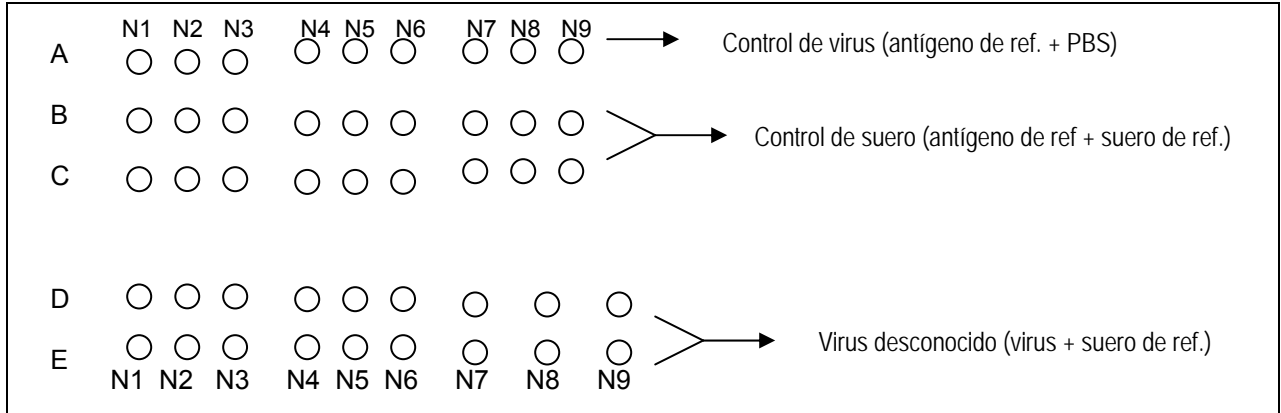 N1 N2 N3 N4 N5 N6 N7 N8 N9
A Control de virus (antígeno de ref. + PBS)
B
Control de suero (antígeno de ref + suero de ref.)
C
D
Virus desconocido (virus + suero de ref.)
E
N1 N2 N3 N4 N5 N6 N7 N8 N9